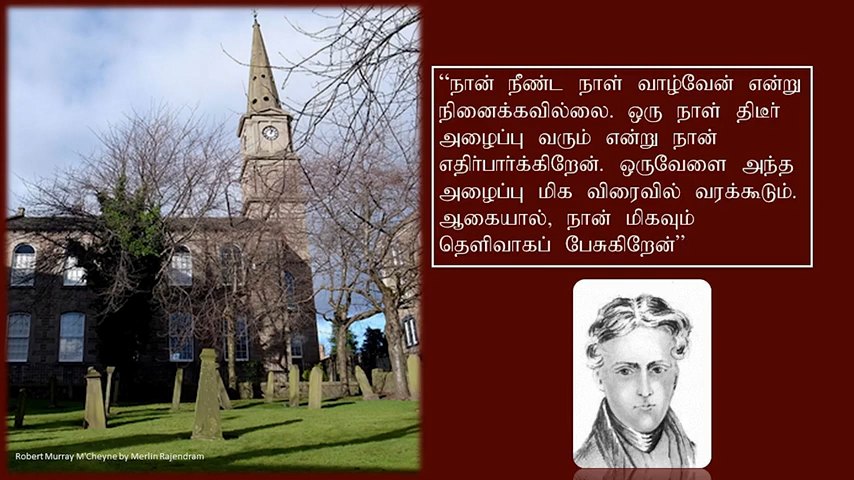 “நான் நீண்ட நாள் வாழ்வேன் என்று
நினைக்கவில்லை. ஒரு நாள் திடீர்
அழைப்பு வரும் என்று நான்
எதிர்பார்க்கிறேன். ஒருவேளை அந்த
அழைப்பு மிக விரைவில் வரக்கூடும்.
ஆகையால், நான் மிகவும்
தெளிவாகப் பேசுகிறேன்”
Robert Murray M'Cheyne by Merlin Rajendram